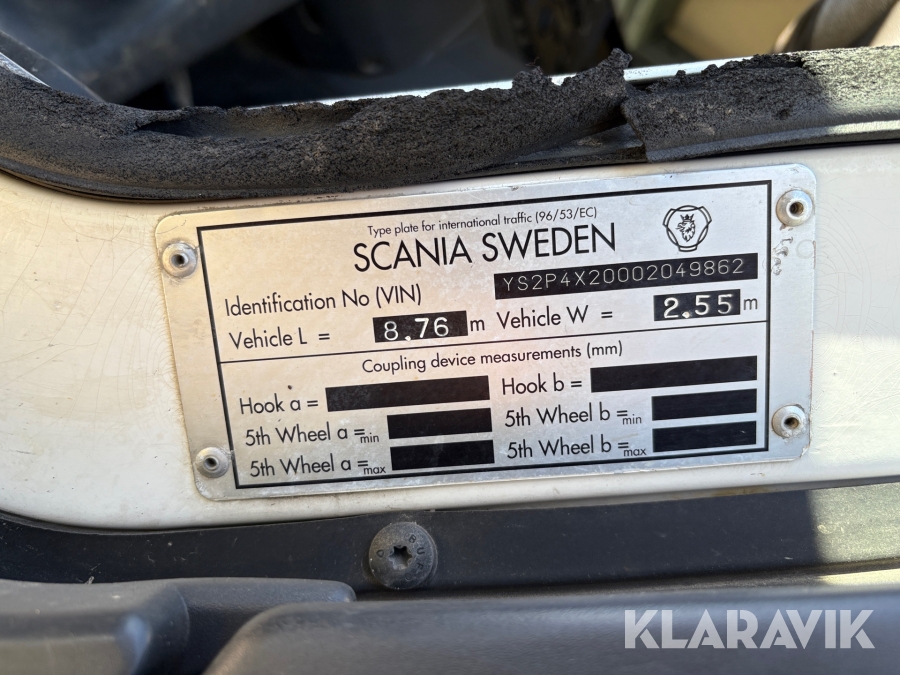 Type plate for international traffic (96/53/EC)
SCANIA SWEDEN
Identification No (VIN) YS2P4X20002049862
Vehicle L = 8.76 m Vehicle W = 2.55 m
Coupling device measurements (mm)
Hook a = Hook b =
5th Wheel a =min 5th Wheel b =min
5th Wheel a =max 5th Wheel b =max
KLARAVIK